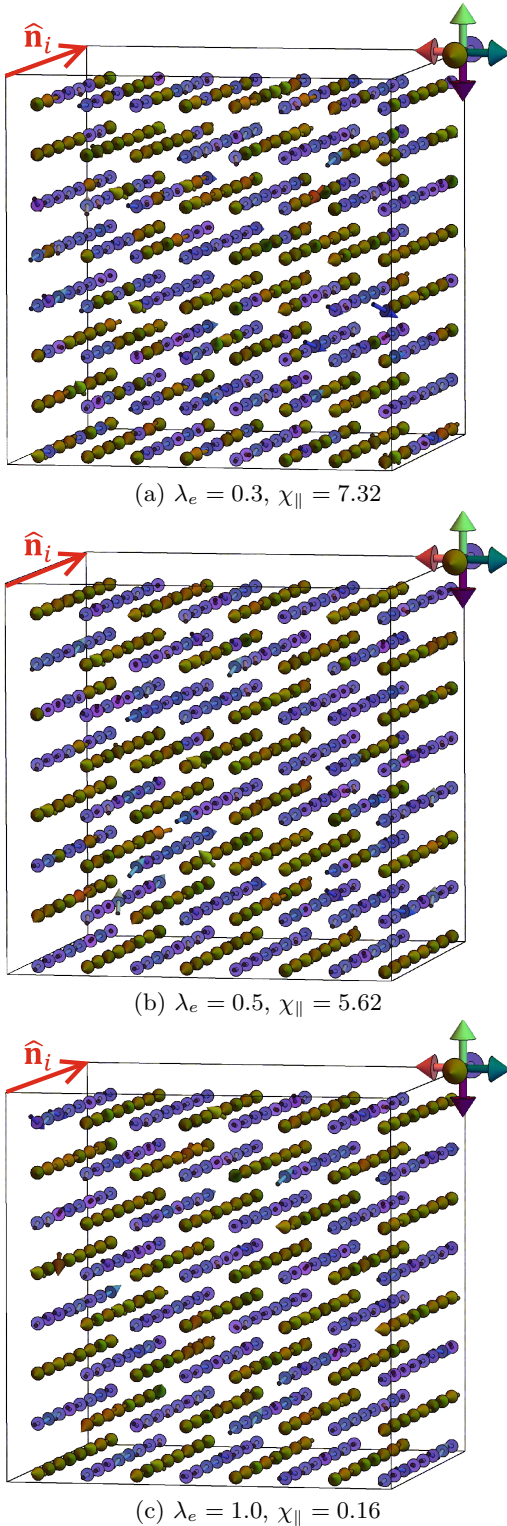 n̂ᵢ
(a) λₑ = 0.3, χ∥ = 7.32
n̂ᵢ
(b) λₑ = 0.5, χ∥ = 5.62
n̂ᵢ
(c) λₑ = 1.0, χ∥ = 0.16